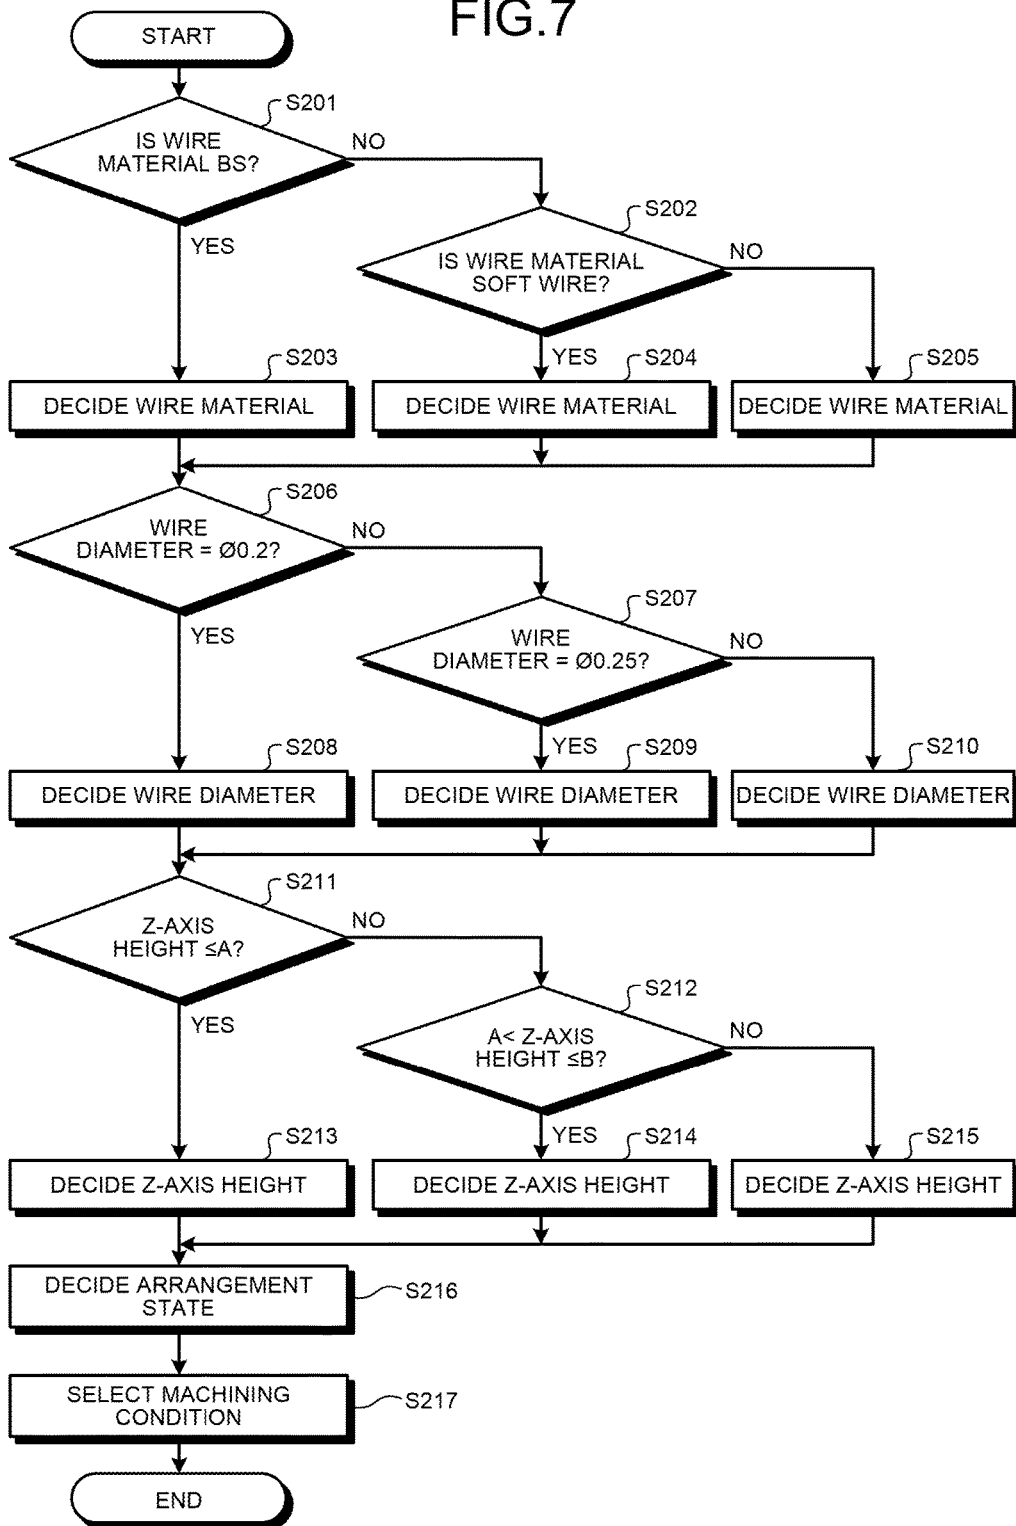 FIG.7
START
S201
IS WIRE
MATERIAL BS?
NO
YES
S202
IS WIRE MATERIAL
SOFT WIRE?
NO
YES
S203
DECIDE WIRE MATERIAL
S204
DECIDE WIRE MATERIAL
S205
DECIDE WIRE MATERIAL
S206
WIRE
DIAMETER = Ø0.2?
NO
YES
S207
WIRE
DIAMETER = Ø0.25?
NO
YES
S208
DECIDE WIRE DIAMETER
S209
DECIDE WIRE DIAMETER
S210
DECIDE WIRE DIAMETER
S211
Z-AXIS
HEIGHT ≤A?
NO
YES
S212
A< Z-AXIS
HEIGHT ≤B?
NO
YES
S213
DECIDE Z-AXIS HEIGHT
S214
DECIDE Z-AXIS HEIGHT
S215
DECIDE Z-AXIS HEIGHT
DECIDE ARRANGEMENT
STATE
S216
SELECT MACHINING
CONDITION
S217
END